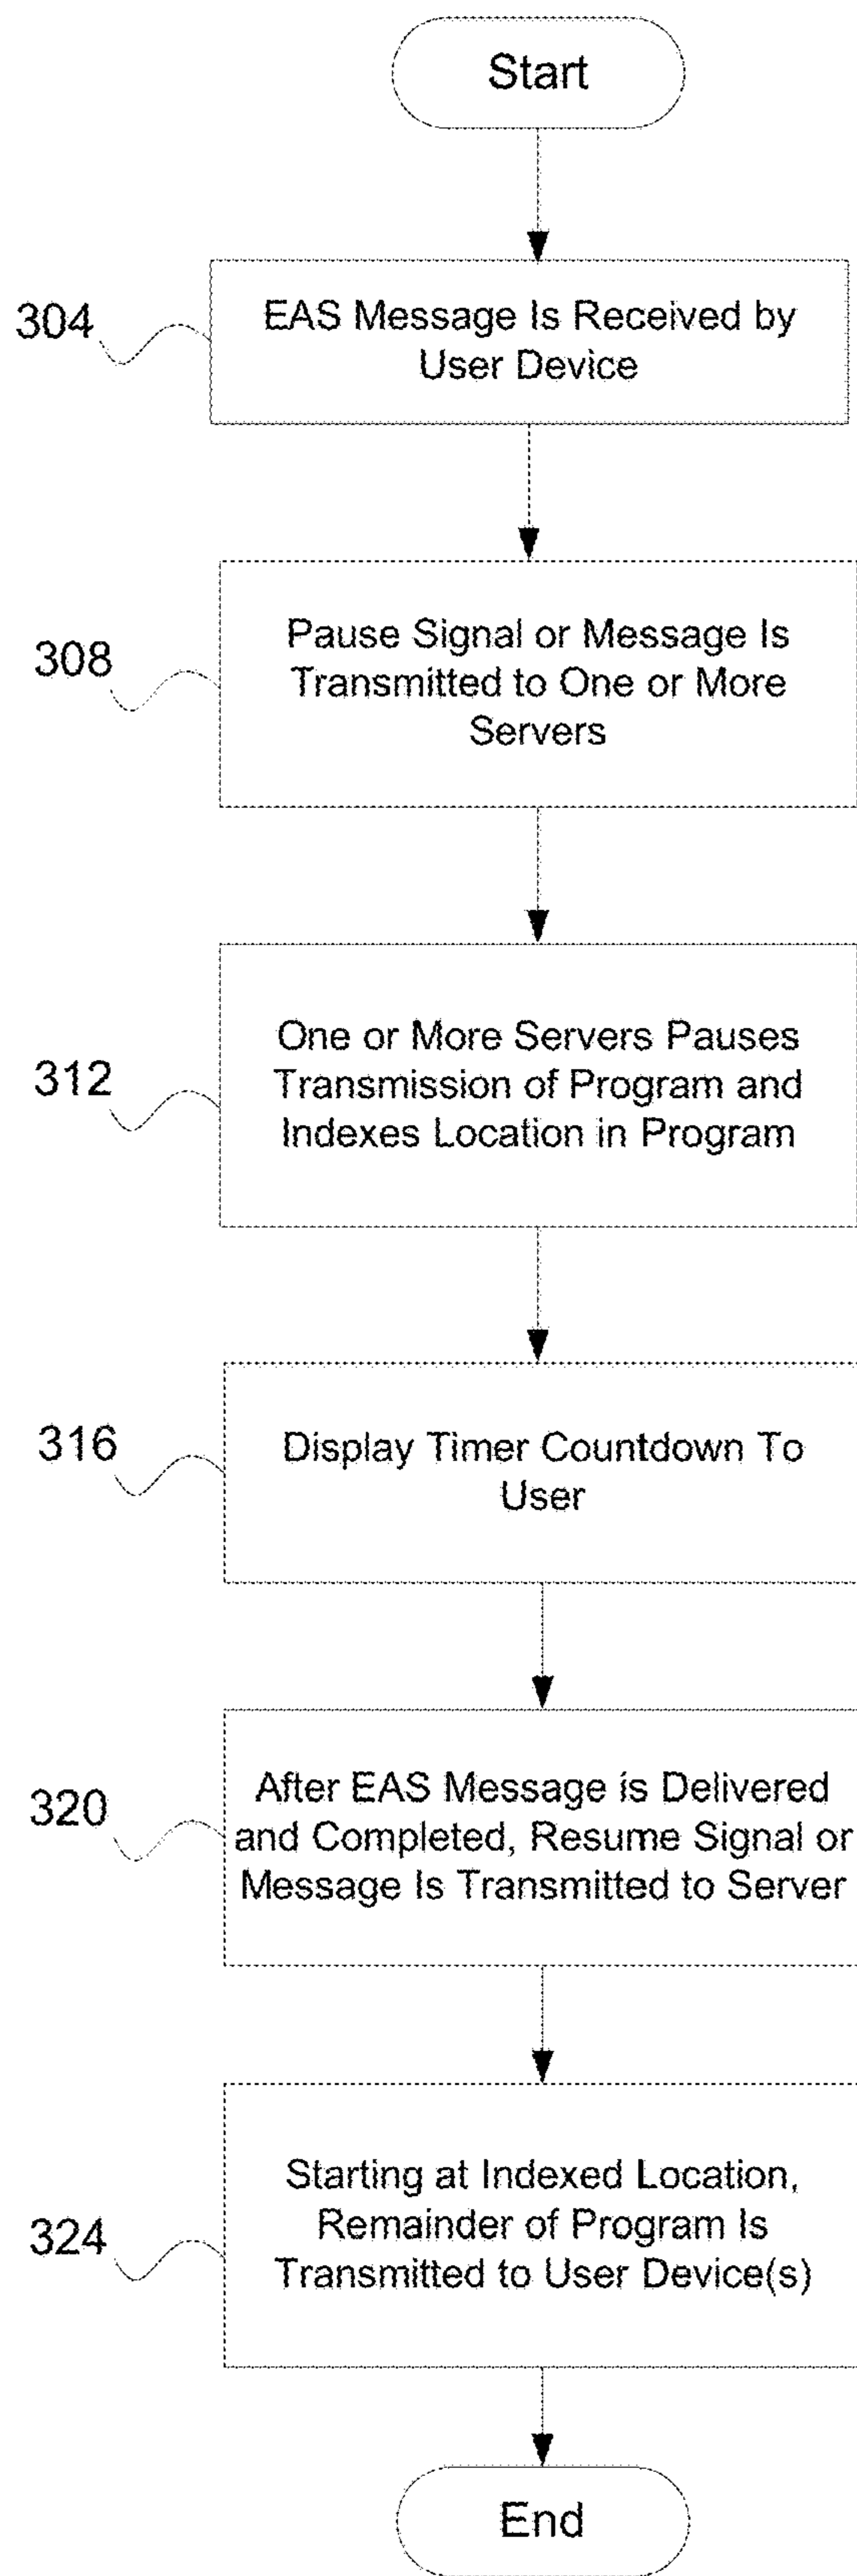 Start
304
EAS Message Is Received by
User Device
308
Pause Signal or Message Is
Transmitted to One or More
Servers
312
One or More Servers Pauses
Transmission of Program and
Indexes Location in Program
316
Display Timer Countdown To
User
320
After EAS Message is Delivered
and Completed, Resume Signal or
Message Is Transmitted to Server
324
Starting at Indexed Location,
Remainder of Program Is
Transmitted to User Device(s)
End